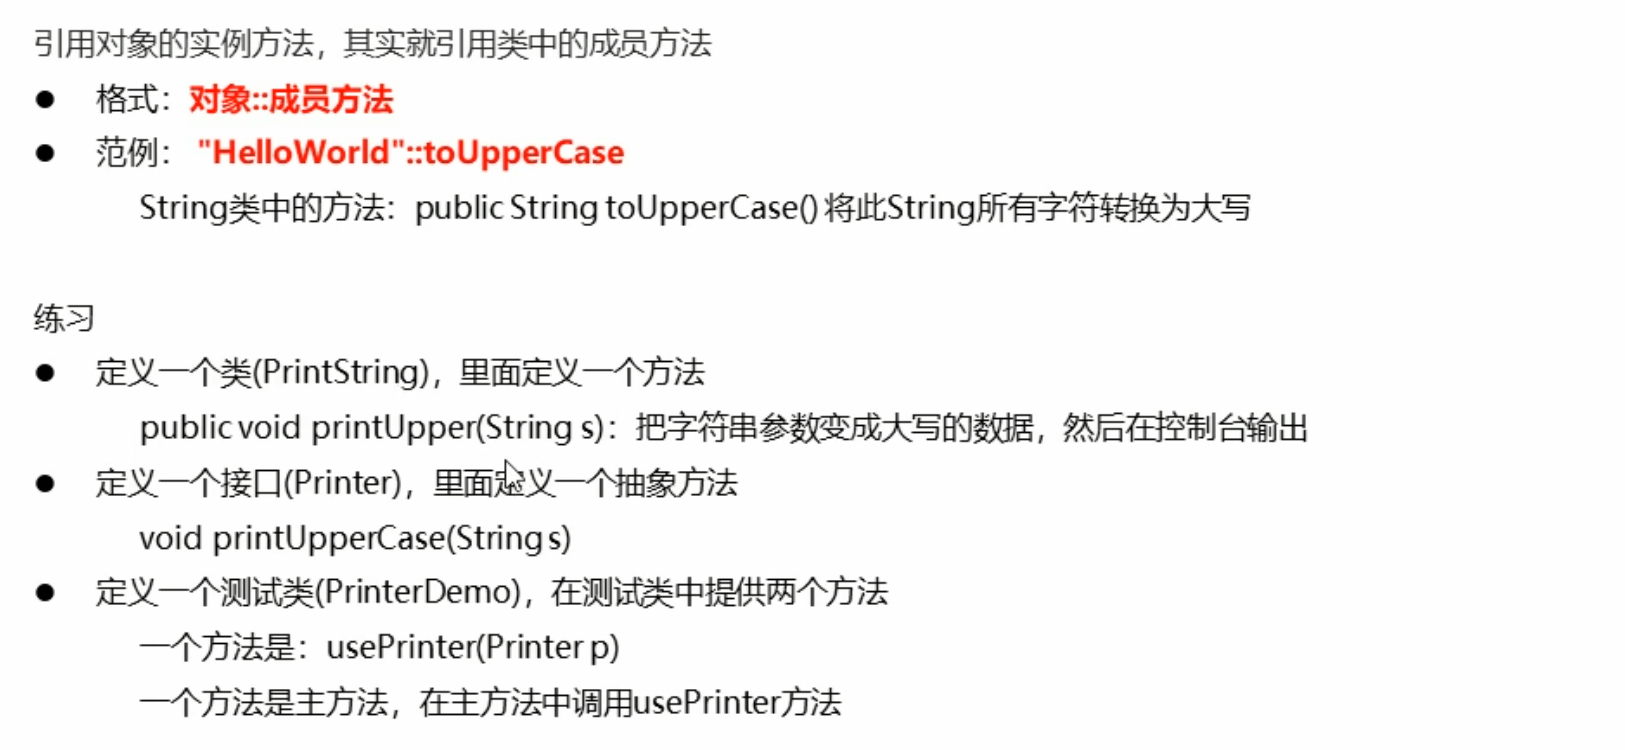 引用对象的实例方法，其实就引用类中的成员方法
● 格式：对象::成员方法
● 范例： "HelloWorld"::toUpperCase
String类中的方法：public String toUpperCase() 将此String所有字符转换为大写
练习
● 定义一个类(PrintString)，里面定义一个方法
public void printUpper(String s)：把字符串参数变成大写的数据，然后在控制台输出
● 定义一个接口(Printer)，里面定义一个抽象方法
void printUpperCase(String s)
● 定义一个测试类(PrinterDemo)，在测试类中提供两个方法
一个方法是：usePrinter(Printer p)
一个方法是主方法，在主方法中调用usePrinter方法